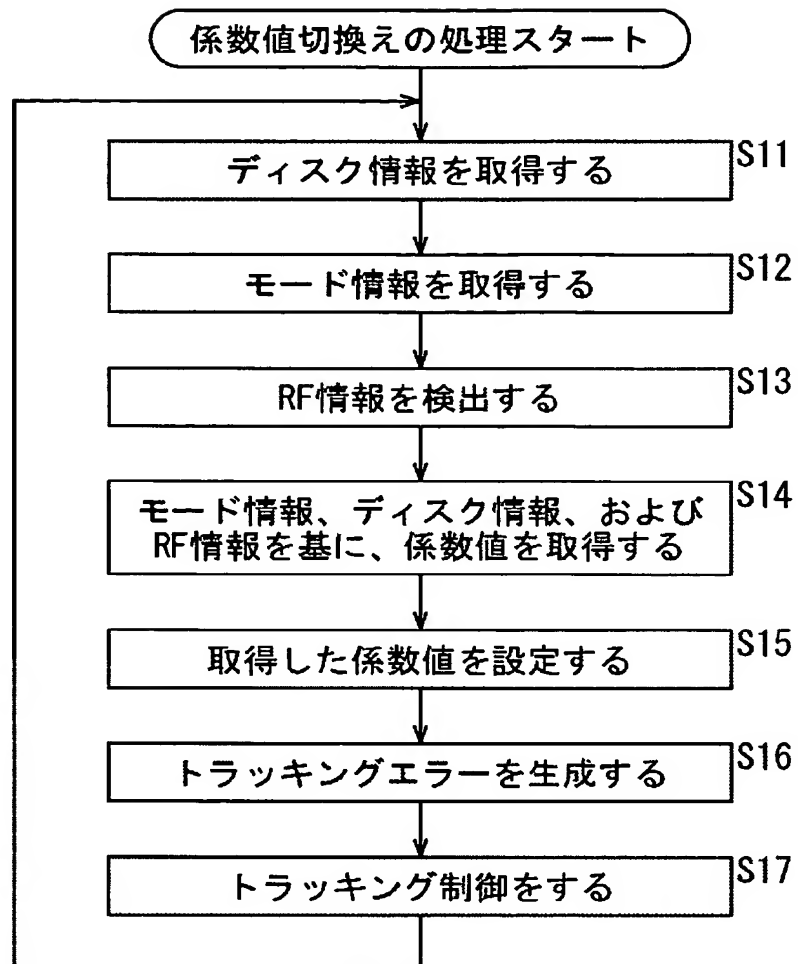 係数値切換えの処理スタート
S11
ディスク情報を取得する
S12
モード情報を取得する
S13
RF情報を検出する
S14
モード情報、ディスク情報、および
RF情報を基に、係数値を取得する
S15
取得した係数値を設定する
S16
トラッキングエラーを生成する
S17
トラッキング制御をする